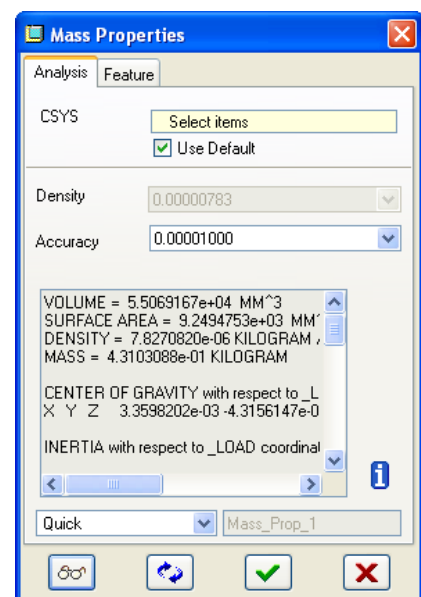 Mass Properties
Analysis Feature
CSYS
Select items
Use Default
Density 0.00000783
Accuracy 0.00001000
VOLUME = 5.5069167e+04 MM^3
SURFACE AREA = 9.2494753e+03 MM^
DENSITY = 7.8270820e-06 KILOGRAM /
MASS = 4.3103088e-01 KILOGRAM
CENTER OF GRAVITY with respect to _L
X Y Z 3.3598202e-03 -4.3156147e-0
INERTIA with respect to _LOAD coordinat
Quick Mass_Prop_1